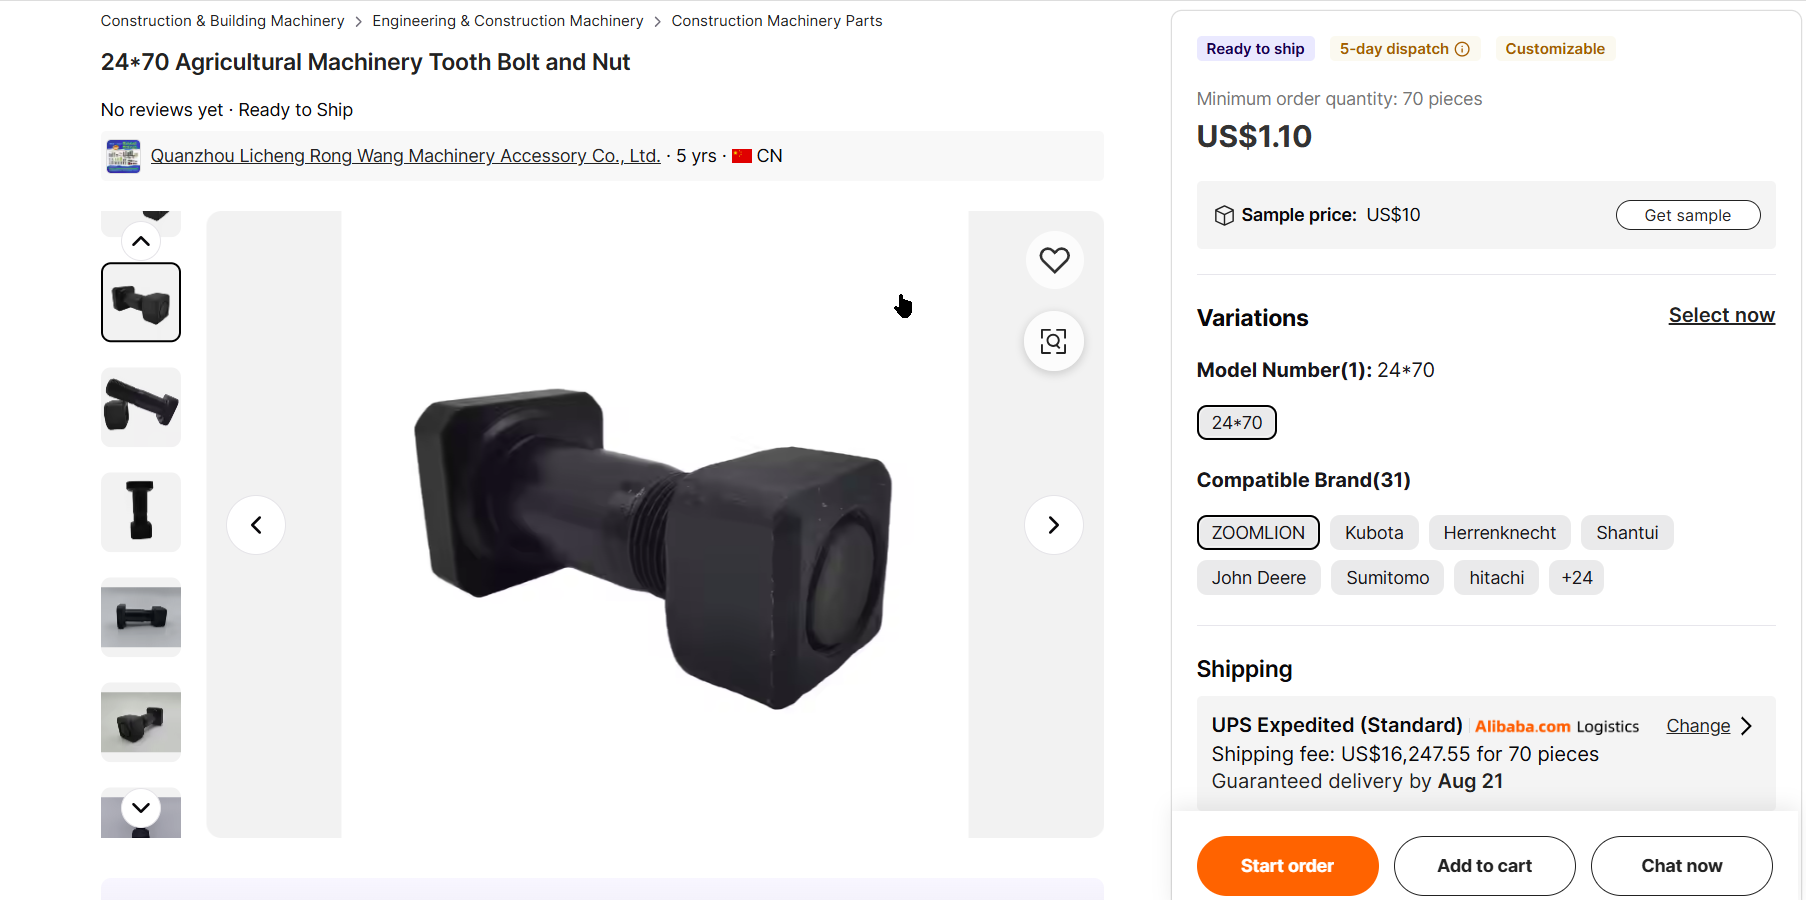 Construction & Building Machinery > Engineering & Construction Machinery > Construction Machinery Parts
24*70 Agricultural Machinery Tooth Bolt and Nut
No reviews yet · Ready to Ship
Quanzhou Licheng Rong Wang Machinery Accessory Co., Ltd. · 5 yrs · CN
Ready to ship 5-day dispatch Customizable
Minimum order quantity: 70 pieces
US$1.10
Sample price: US$10 Get sample
Variations Select now
Model Number(1): 24*70
24*70
Compatible Brand(31)
ZOOMLION Kubota Herrenknecht Shantui
John Deere Sumitomo hitachi +24
Shipping
UPS Expedited (Standard) Alibaba.com Logistics Change
Shipping fee: US$16,247.55 for 70 pieces
Guaranteed delivery by Aug 21
Start order Add to cart Chat now